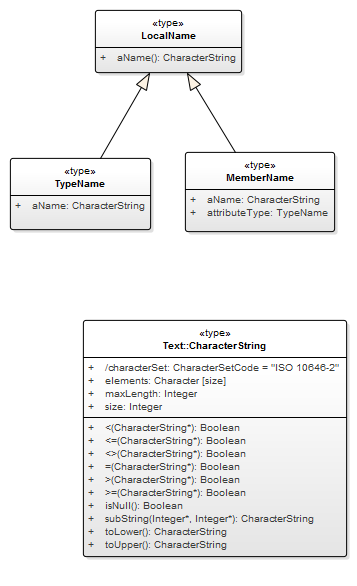 «type»
LocalName
+ aName(): CharacterString
«type»
TypeName
+ aName: CharacterString
«type»
MemberName
+ aName: CharacterString
+ attributeType: TypeName
«type»
Text::CharacterString
+ /characterSet: CharacterSetCode = "ISO 10646-2"
+ elements: Character [size]
+ maxLength: Integer
+ size: Integer
+ <(CharacterString*): Boolean
+ <=(CharacterString*): Boolean
+ <>(CharacterString*): Boolean
+ =(CharacterString*): Boolean
+ >(CharacterString*): Boolean
+ >=(CharacterString*): Boolean
+ isNull(): Boolean
+ subString(Integer*, Integer*): CharacterString
+ toLower(): CharacterString
+ toUpper(): CharacterString